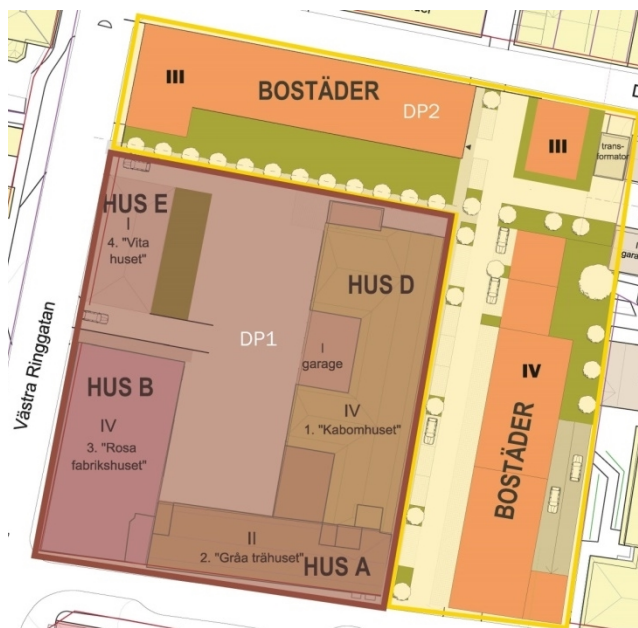 III
BOSTÄDER
DP2
D
III
trans-
formator
HUS E
I
4. "Vita
huset"
HUS D
DP1
I
garage
HUS B
IV
3. "Rosa
fabrikshuset"
IV
1. "Kabomhuset"
IV
BOSTÄDER
II
2. "Gråa trähuset"
HUS A
Västra Ringgatan